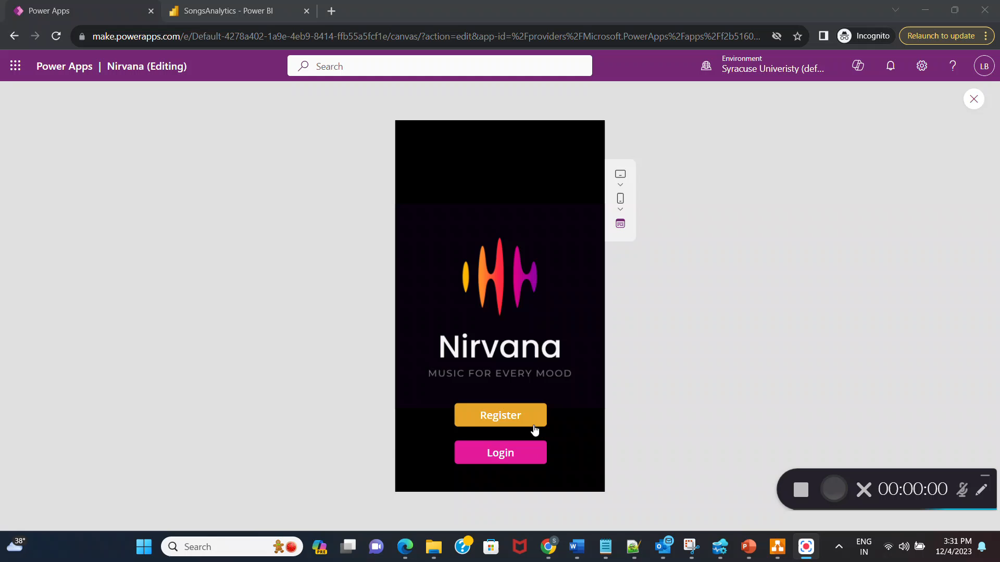 Power Apps
SongsAnalytics - Power BI
make.powerapps.com/e/Default-4278a402-1a9e-4eb9-8414-ffb55a5fcf1e/canvas/?action=edit&app-id=%2Fproviders%2FMicrosoft.PowerApps%2Fapps%2Ff2b5160...
Incognito
Relaunch to update
Power Apps | Nirvana (Editing)
Search
Environment
Syracuse Univeristy (def...
LB
Nirvana
MUSIC FOR EVERY MOOD
Register
Login
00:00:00
38°
Search
PRE
S
ENG
IN
3:31 PM
12/4/2023